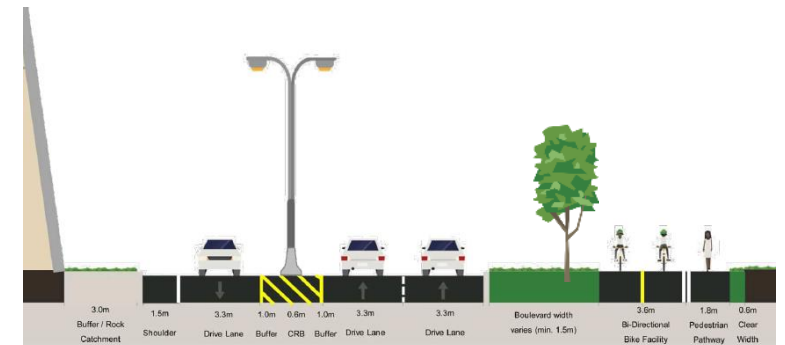 3.0m
Buffer / Rock
Catchment
1.5m
Shoulder
3.3m
Drive Lane
1.0m
Buffer
0.6m
CRB
1.0m
Buffer
3.3m
Drive Lane
3.3m
Drive Lane
Boulevard width
varies (min. 1.5m)
3.6m
Bi-Directional
Bike Facility
1.8m
Pedestrian
Pathway
0.6m
Clear
Width